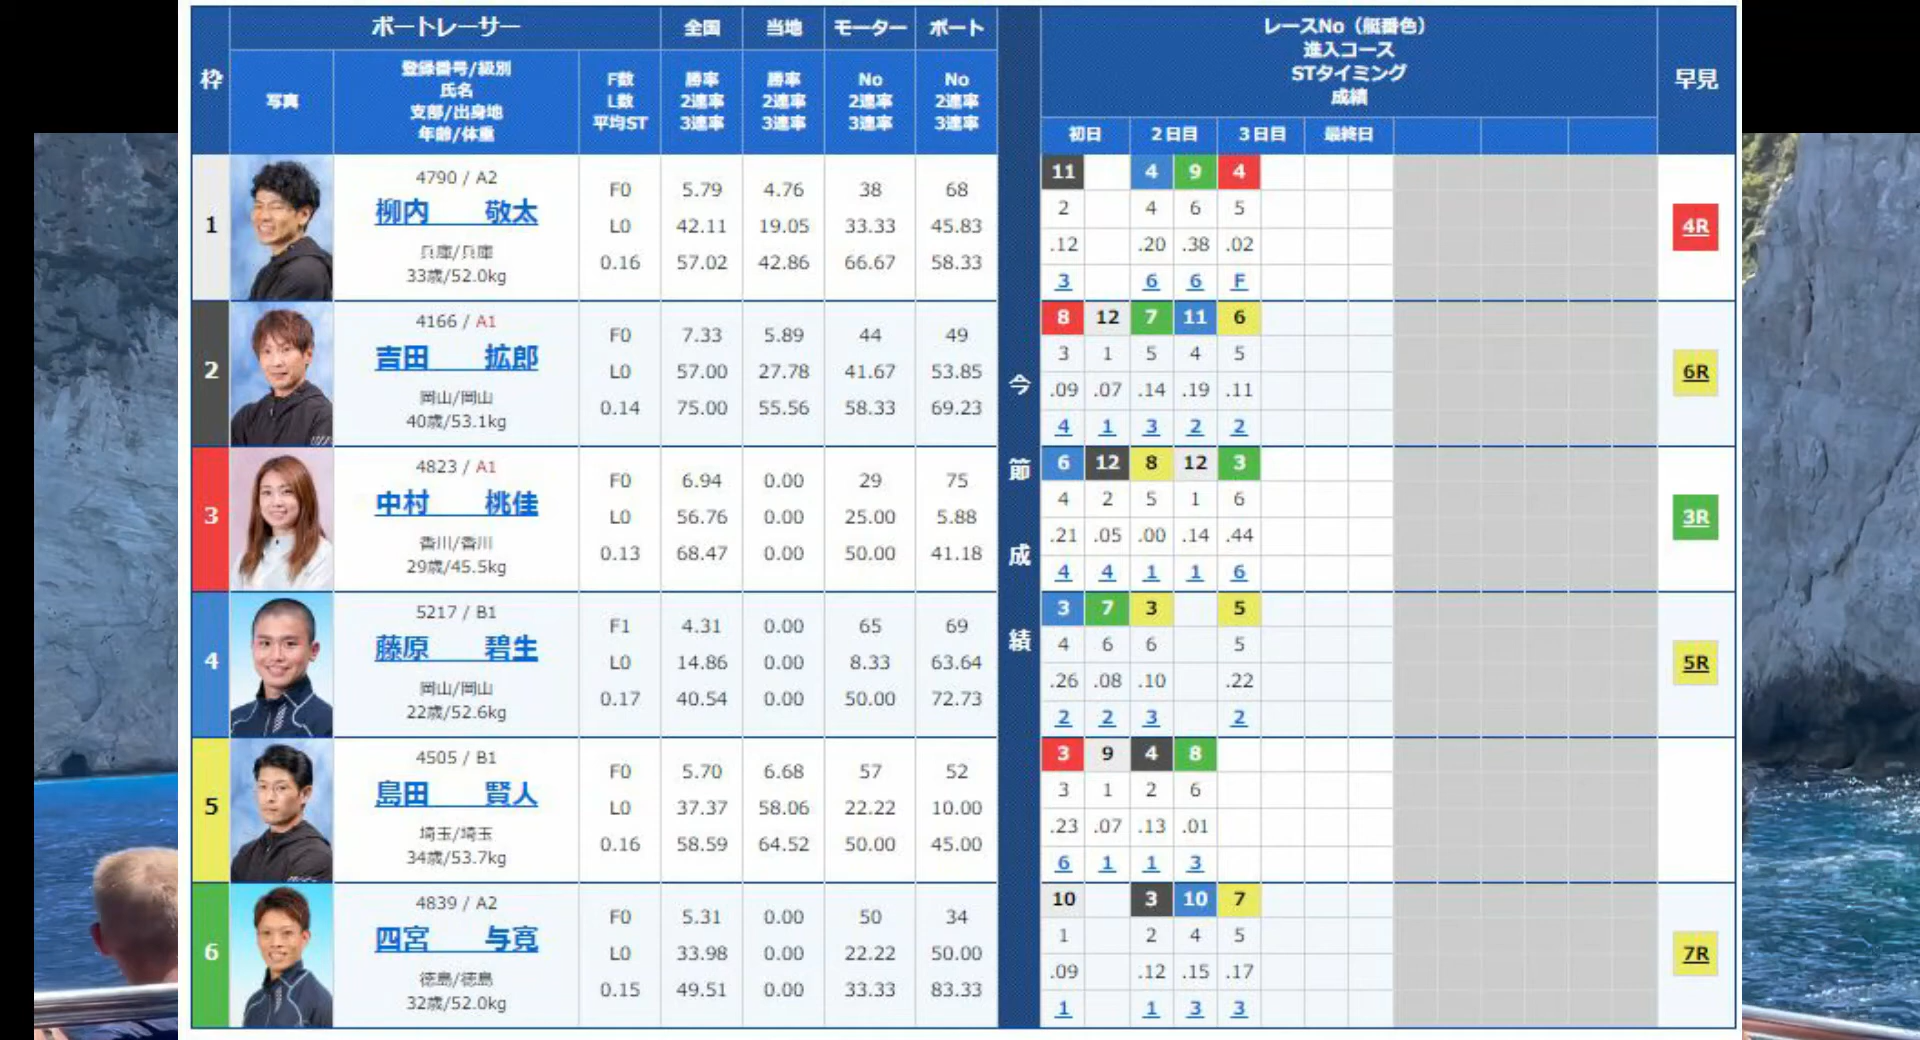 枠 ボートレーサー 全国 当地 モーター ボート レースNo（艇番色） 早見
進入コース
STタイミング
成績
写真 登録番号/級別 F数 勝率 勝率 No No
氏名 L数 2連率 2連率 2連率 2連率
支部/出身地 平均ST 3連率 3連率 3連率 3連率
年齢/体重
初日 2日目 3日目 最終日
今節成績
1 4790 / A2 F0 5.79 4.76 38 68 11 4 9 4 4R
柳内 敬太 L0 42.11 19.05 33.33 45.83 2 4 6 5
兵庫/兵庫 0.16 57.02 42.86 66.67 58.33 .12 .20 .38 .02
33歳/52.0kg 3 6 6 F
2 4166 / A1 F0 7.33 5.89 44 49 8 12 7 11 6 6R
吉田 拡郎 L0 57.00 27.78 41.67 53.85 3 1 5 4 5
岡山/岡山 0.14 75.00 55.56 58.33 69.23 .09 .07 .14 .19 .11
40歳/53.1kg 4 1 3 2 2
3 4823 / A1 F0 6.94 0.00 29 75 6 12 8 12 3 3R
中村 桃佳 L0 56.76 0.00 25.00 5.88 4 2 5 1 6
香川/香川 0.13 68.47 0.00 50.00 41.18 .21 .05 .00 .14 .44
29歳/45.5kg 4 4 1 1 6
4 5217 / B1 F1 4.31 0.00 65 69 3 7 3 5 5R
藤原 碧生 L0 14.86 0.00 8.33 63.64 4 6 6 5
岡山/岡山 0.17 40.54 0.00 50.00 72.73 .26 .08 .10 .22
22歳/52.6kg 2 2 3 2
5 4505 / B1 F0 5.70 6.68 57 52 3 9 4 8
島田 賢人 L0 37.37 58.06 22.22 10.00 3 1 2 6
埼玉/埼玉 0.16 58.59 64.52 50.00 45.00 .23 .07 .13 .01
34歳/53.7kg 6 1 1 3
6 4839 / A2 F0 5.31 0.00 50 34 10 3 10 7 7R
四宮 与寛 L0 33.98 0.00 22.22 50.00 1 2 4 5
徳島/徳島 0.15 49.51 0.00 33.33 83.33 .09 .12 .15 .17
32歳/52.0kg 1 1 3 3